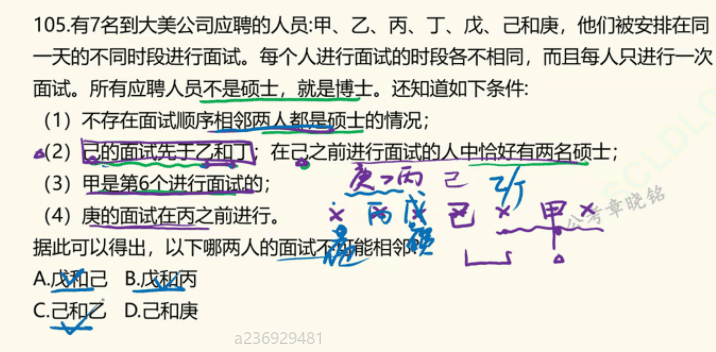 105.有7名到大美公司应聘的人员:甲、乙、丙、丁、戊、己和庚，他们被安排在同
一天的不同时段进行面试。每个人进行面试的时段各不相同，而且每人只进行一次
面试。所有应聘人员不是硕士，就是博士。还知道如下条件:
（1）不存在面试顺序相邻两人都是硕士的情况；
（2）己的面试先于乙和丁；在己之前进行面试的人中恰好有两名硕士；
（3）甲是第6个进行面试的；
庚 丙 己 乙/丁
（4）庚的面试在丙之前进行。
× 丙 戊 己 × 甲 ×
公考章晓铭
据此可以得出，以下哪两人的面试不可能相邻?
A.戊和己 B.戊和丙
C.己和乙 D.己和庚
a236929481